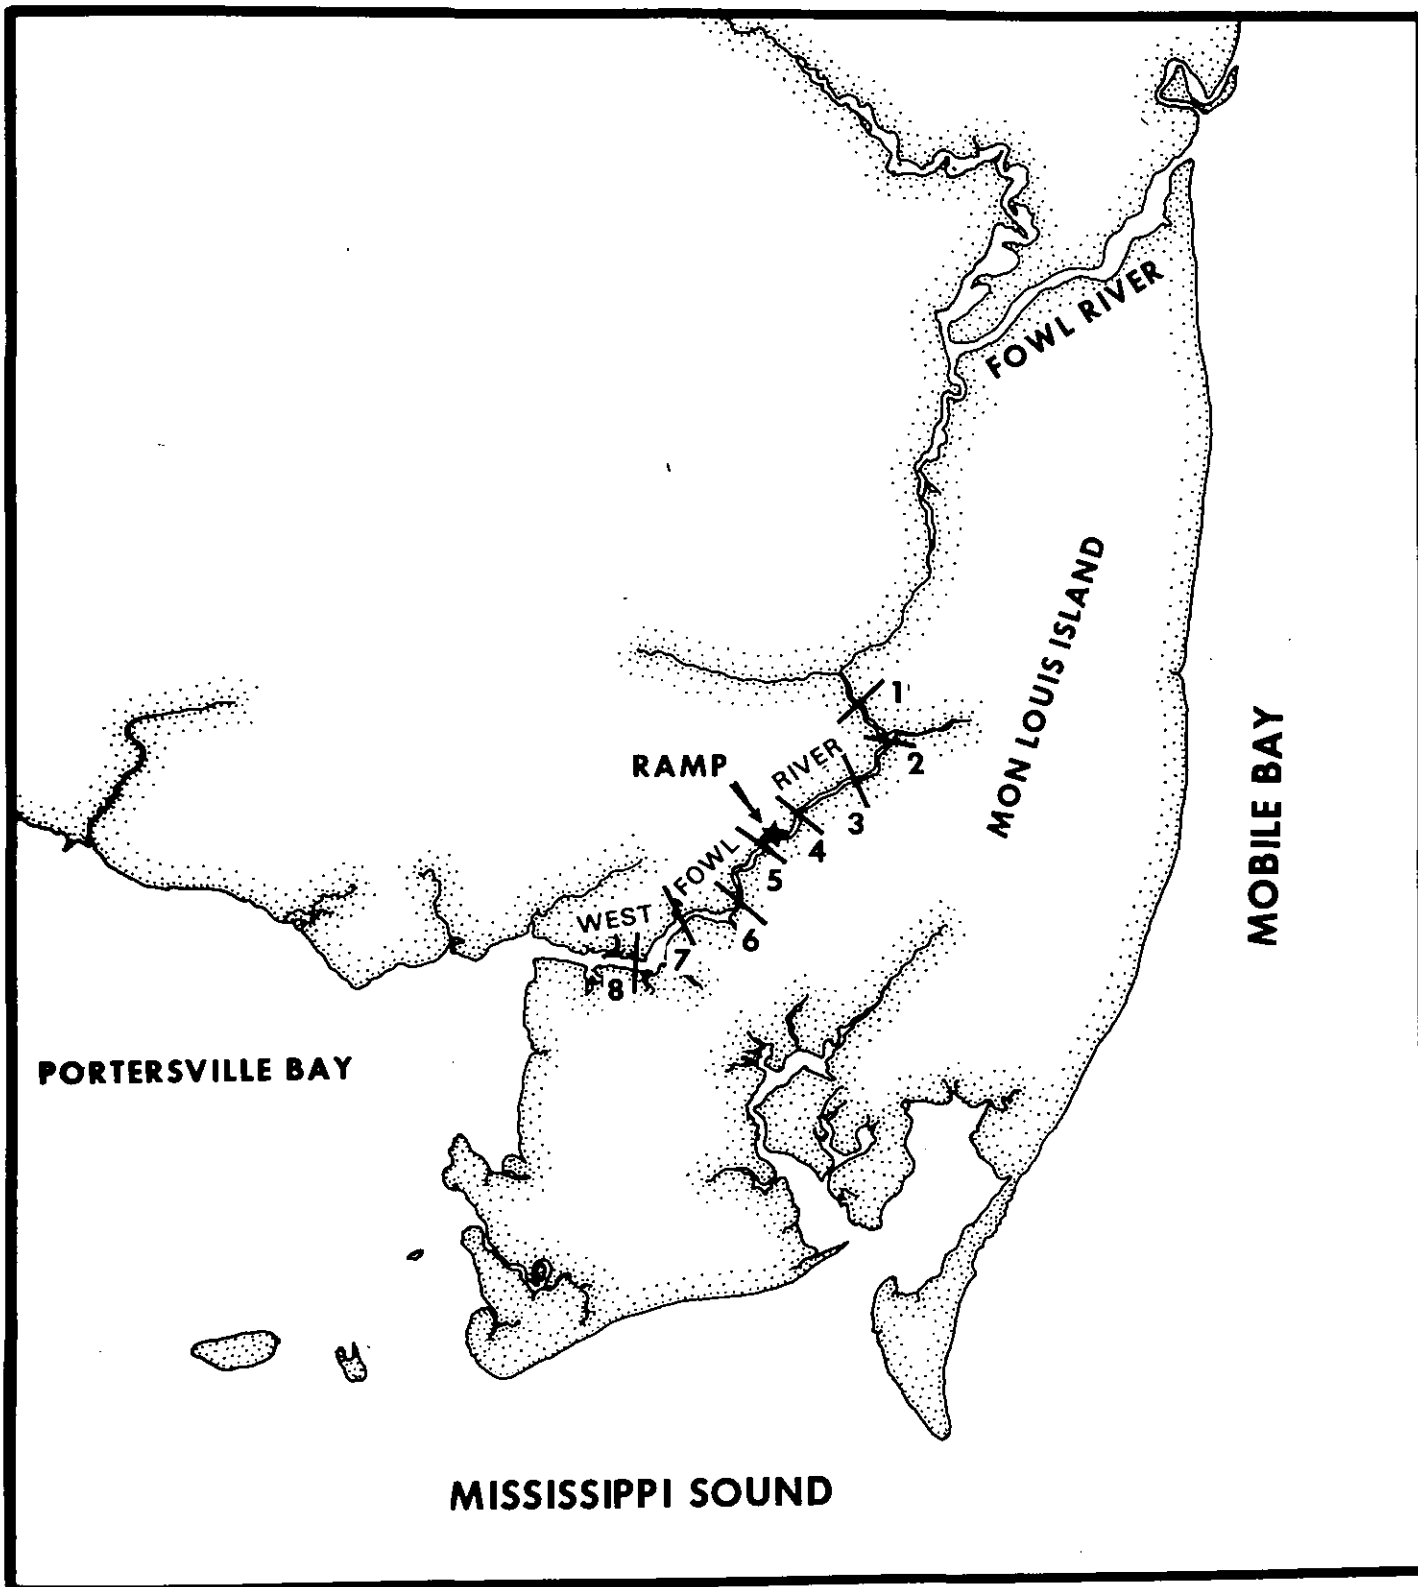 FOWL RIVER
MON LOUIS ISLAND
1
2
RAMP
RIVER
3
4
FOWL
5
WEST
6
7
8
MOBILE BAY
PORTERSVILLE BAY
MISSISSIPPI SOUND